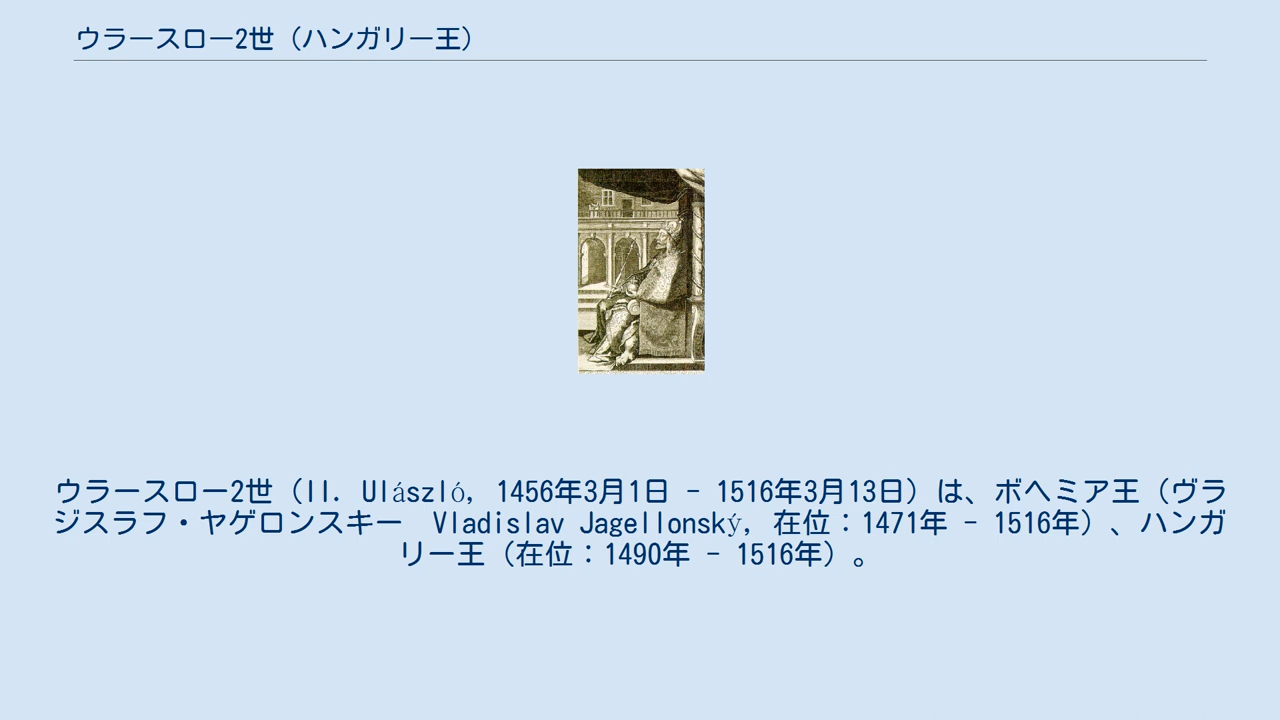 ウラースロー2世（ハンガリー王）
ウラースロー2世（II. Ulászló, 1456年3月1日 - 1516年3月13日）は、ボヘミア王（ヴラ
ジスラフ・ヤゲロンスキー　Vladislav Jagellonský, 在位：1471年 - 1516年）、ハンガ
リー王（在位：1490年 - 1516年）。